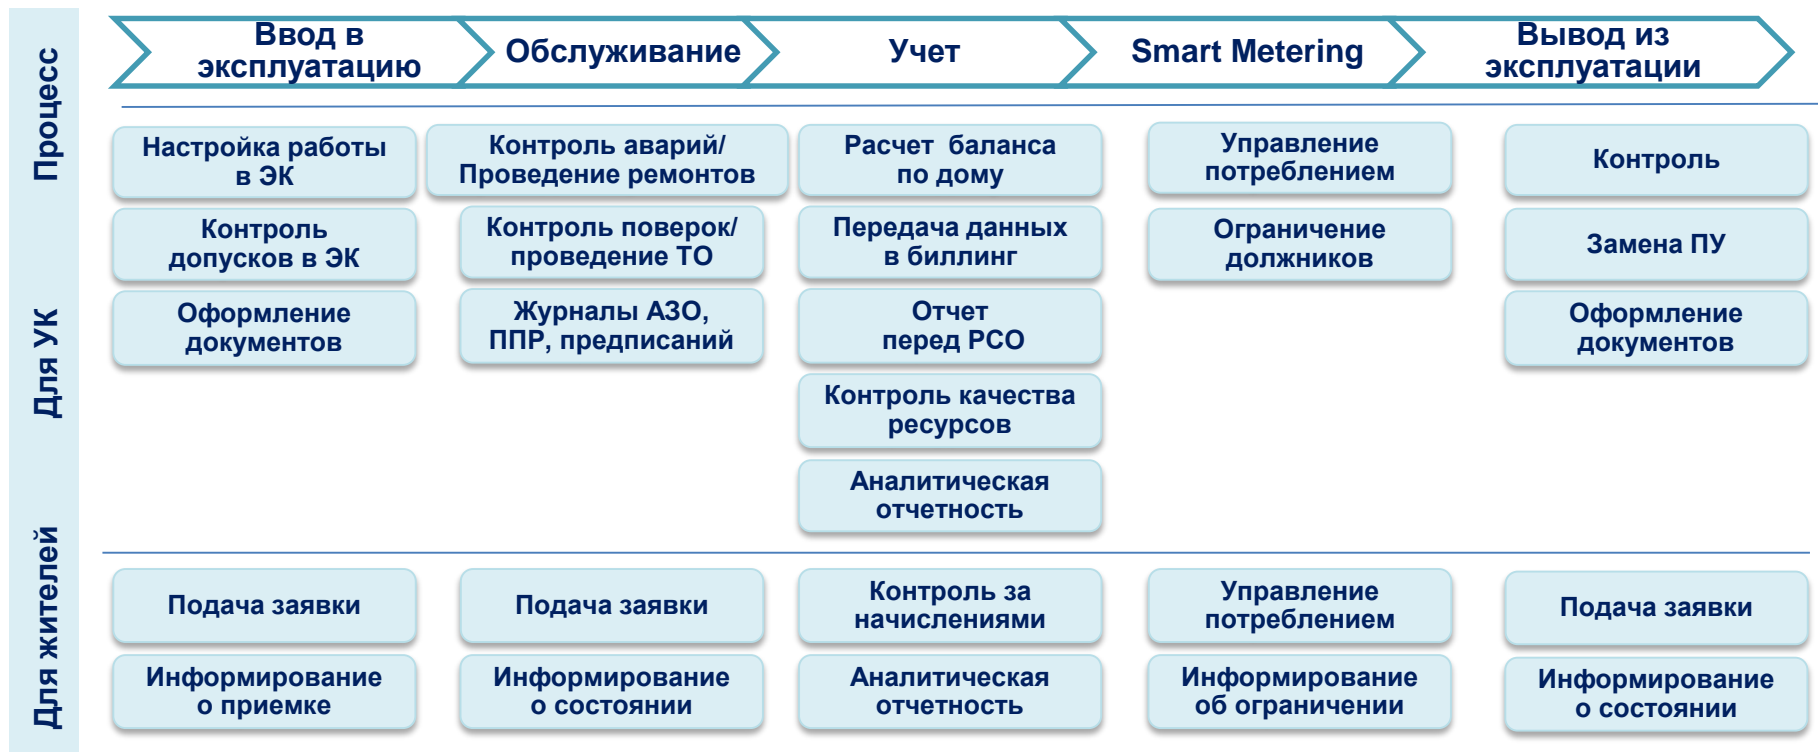 Процесс
Ввод в
эксплуатацию
Обслуживание
Учет
Smart Metering
Вывод из
эксплуатации
Для УК
Настройка работы
в ЭК
Контроль
допусков в ЭК
Оформление
документов
Контроль аварий/
Проведение ремонтов
Контроль поверок/
проведение ТО
Журналы АЗО,
ППР, предписаний
Расчет баланса
по дому
Передача данных
в биллинг
Отчет
перед РСО
Контроль качества
ресурсов
Аналитическая
отчетность
Управление
потреблением
Ограничение
должников
Контроль
Замена ПУ
Оформление
документов
Для жителей
Подача заявки
Информирование
о приемке
Подача заявки
Информирование
о состоянии
Контроль за
начислениями
Аналитическая
отчетность
Управление
потреблением
Информирование
об ограничении
Подача заявки
Информирование
о состоянии